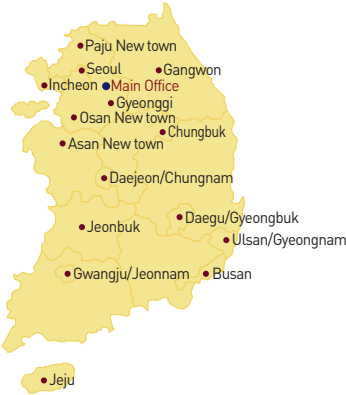 Paju New town
Seoul
Gangwon
Incheon
Main Office
Gyeonggi
Osan New town
Chungbuk
Asan New town
Daejeon/Chungnam
Daegu/Gyeongbuk
Jeonbuk
Ulsan/Gyeongnam
Gwangju/Jeonnam
Busan
Jeju